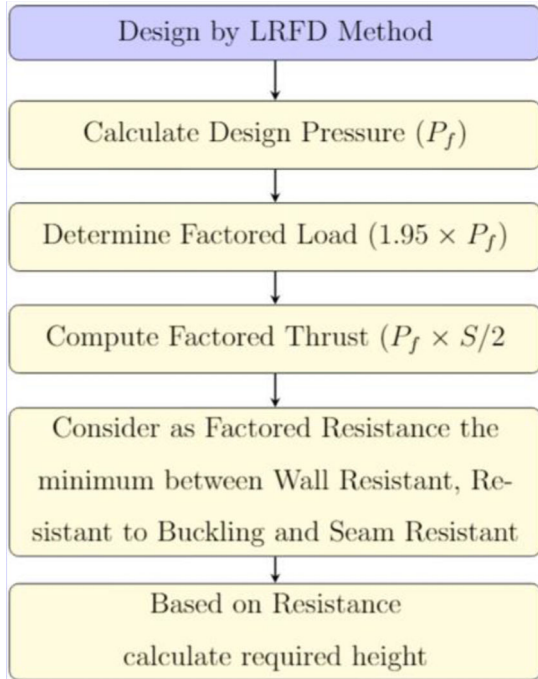 Design by LRFD Method
Calculate Design Pressure (P_f)
Determine Factored Load (1.95 × P_f)
Compute Factored Thrust (P_f × S/2
Consider as Factored Resistance the
minimum between Wall Resistant, Re-
sistant to Buckling and Seam Resistant
Based on Resistance
calculate required height